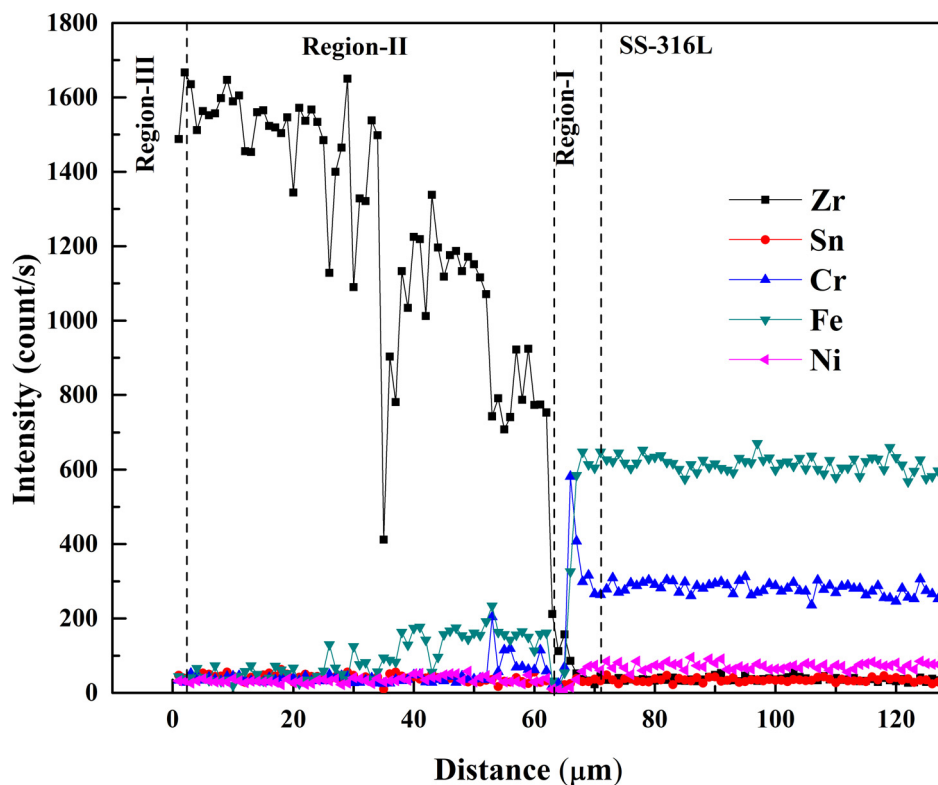 1800
1600
1400
1200
1000
800
600
400
200
0
Intensity (count/s)
Region-III
Region-II
Region-I
SS-316L
Zr
Sn
Cr
Fe
Ni
0 20 40 60 80 100 120
Distance (μm)